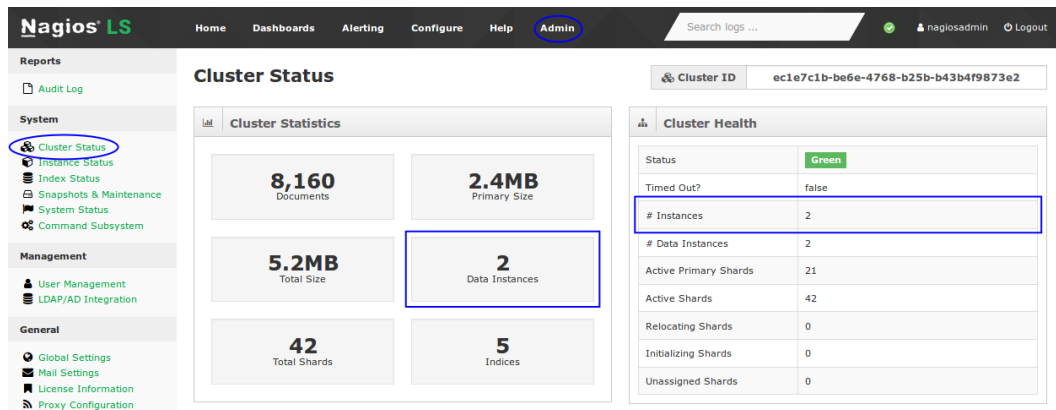 Nagios LS
Home Dashboards Alerting Configure Help Admin
Search logs ...
nagiosadmin Logout
Reports
Audit Log
System
Cluster Status
Instance Status
Index Status
Snapshots & Maintenance
System Status
Command Subsystem
Management
User Management
LDAP/AD Integration
General
Global Settings
Mail Settings
License Information
Proxy Configuration
Cluster Status
Cluster ID ec1e7c1b-be6e-4768-b25b-b43b4f9873e2
Cluster Statistics
8,160
Documents
2.4MB
Primary Size
5.2MB
Total Size
2
Data Instances
42
Total Shards
5
Indices
Cluster Health
Status Green
Timed Out? false
# Instances 2
# Data Instances 2
Active Primary Shards 21
Active Shards 42
Relocating Shards 0
Initializing Shards 0
Unassigned Shards 0